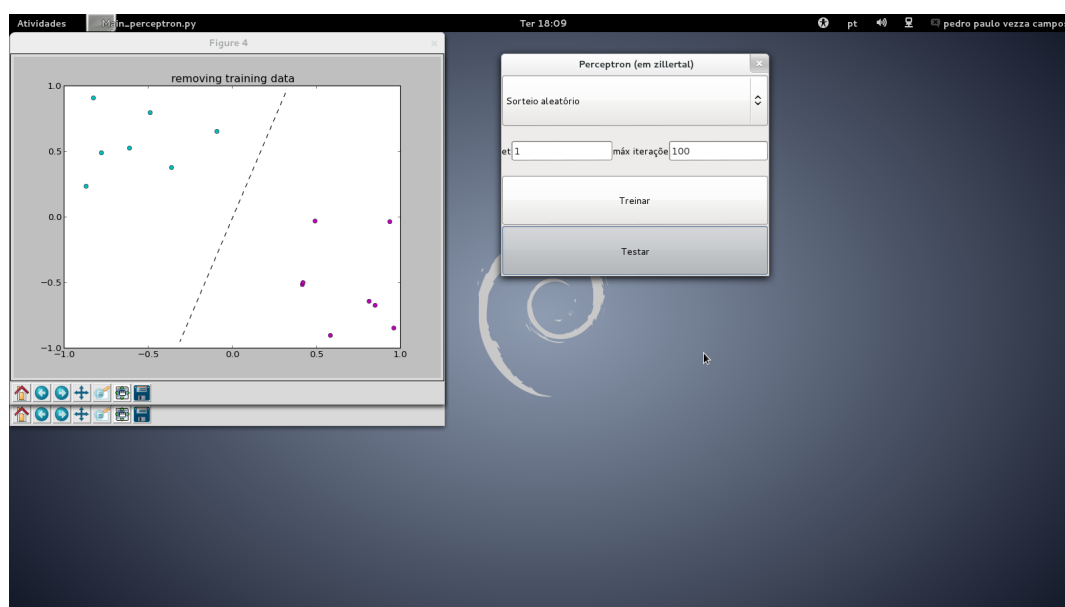 Atividades
Main_perceptron.py
Ter 18:09
pt
pedro paulo vezza campos
Figure 4
removing training data
1.0
0.5
0.0
−0.5
−1.0
−1.0
−0.5
0.0
0.5
1.0
Perceptron (em zillertal)
Sorteio aleatório
et 1 máx iteraçõe 100
Treinar
Testar